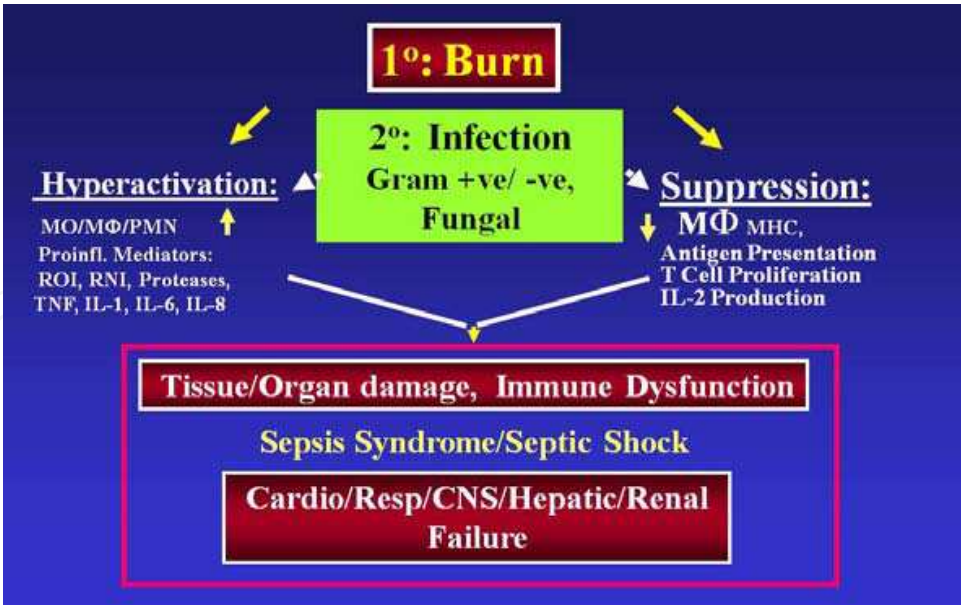 1º: Burn
2º: Infection
Gram +ve/ -ve,
Fungal
Hyperactivation:
MO/MΦ/PMN
Proinfl. Mediators:
ROI, RNI, Proteases,
TNF, IL-1, IL-6, IL-8
Suppression:
MΦ MHC,
Antigen Presentation
T Cell Proliferation
IL-2 Production
Tissue/Organ damage, Immune Dysfunction
Sepsis Syndrome/Septic Shock
Cardio/Resp/CNS/Hepatic/Renal
Failure